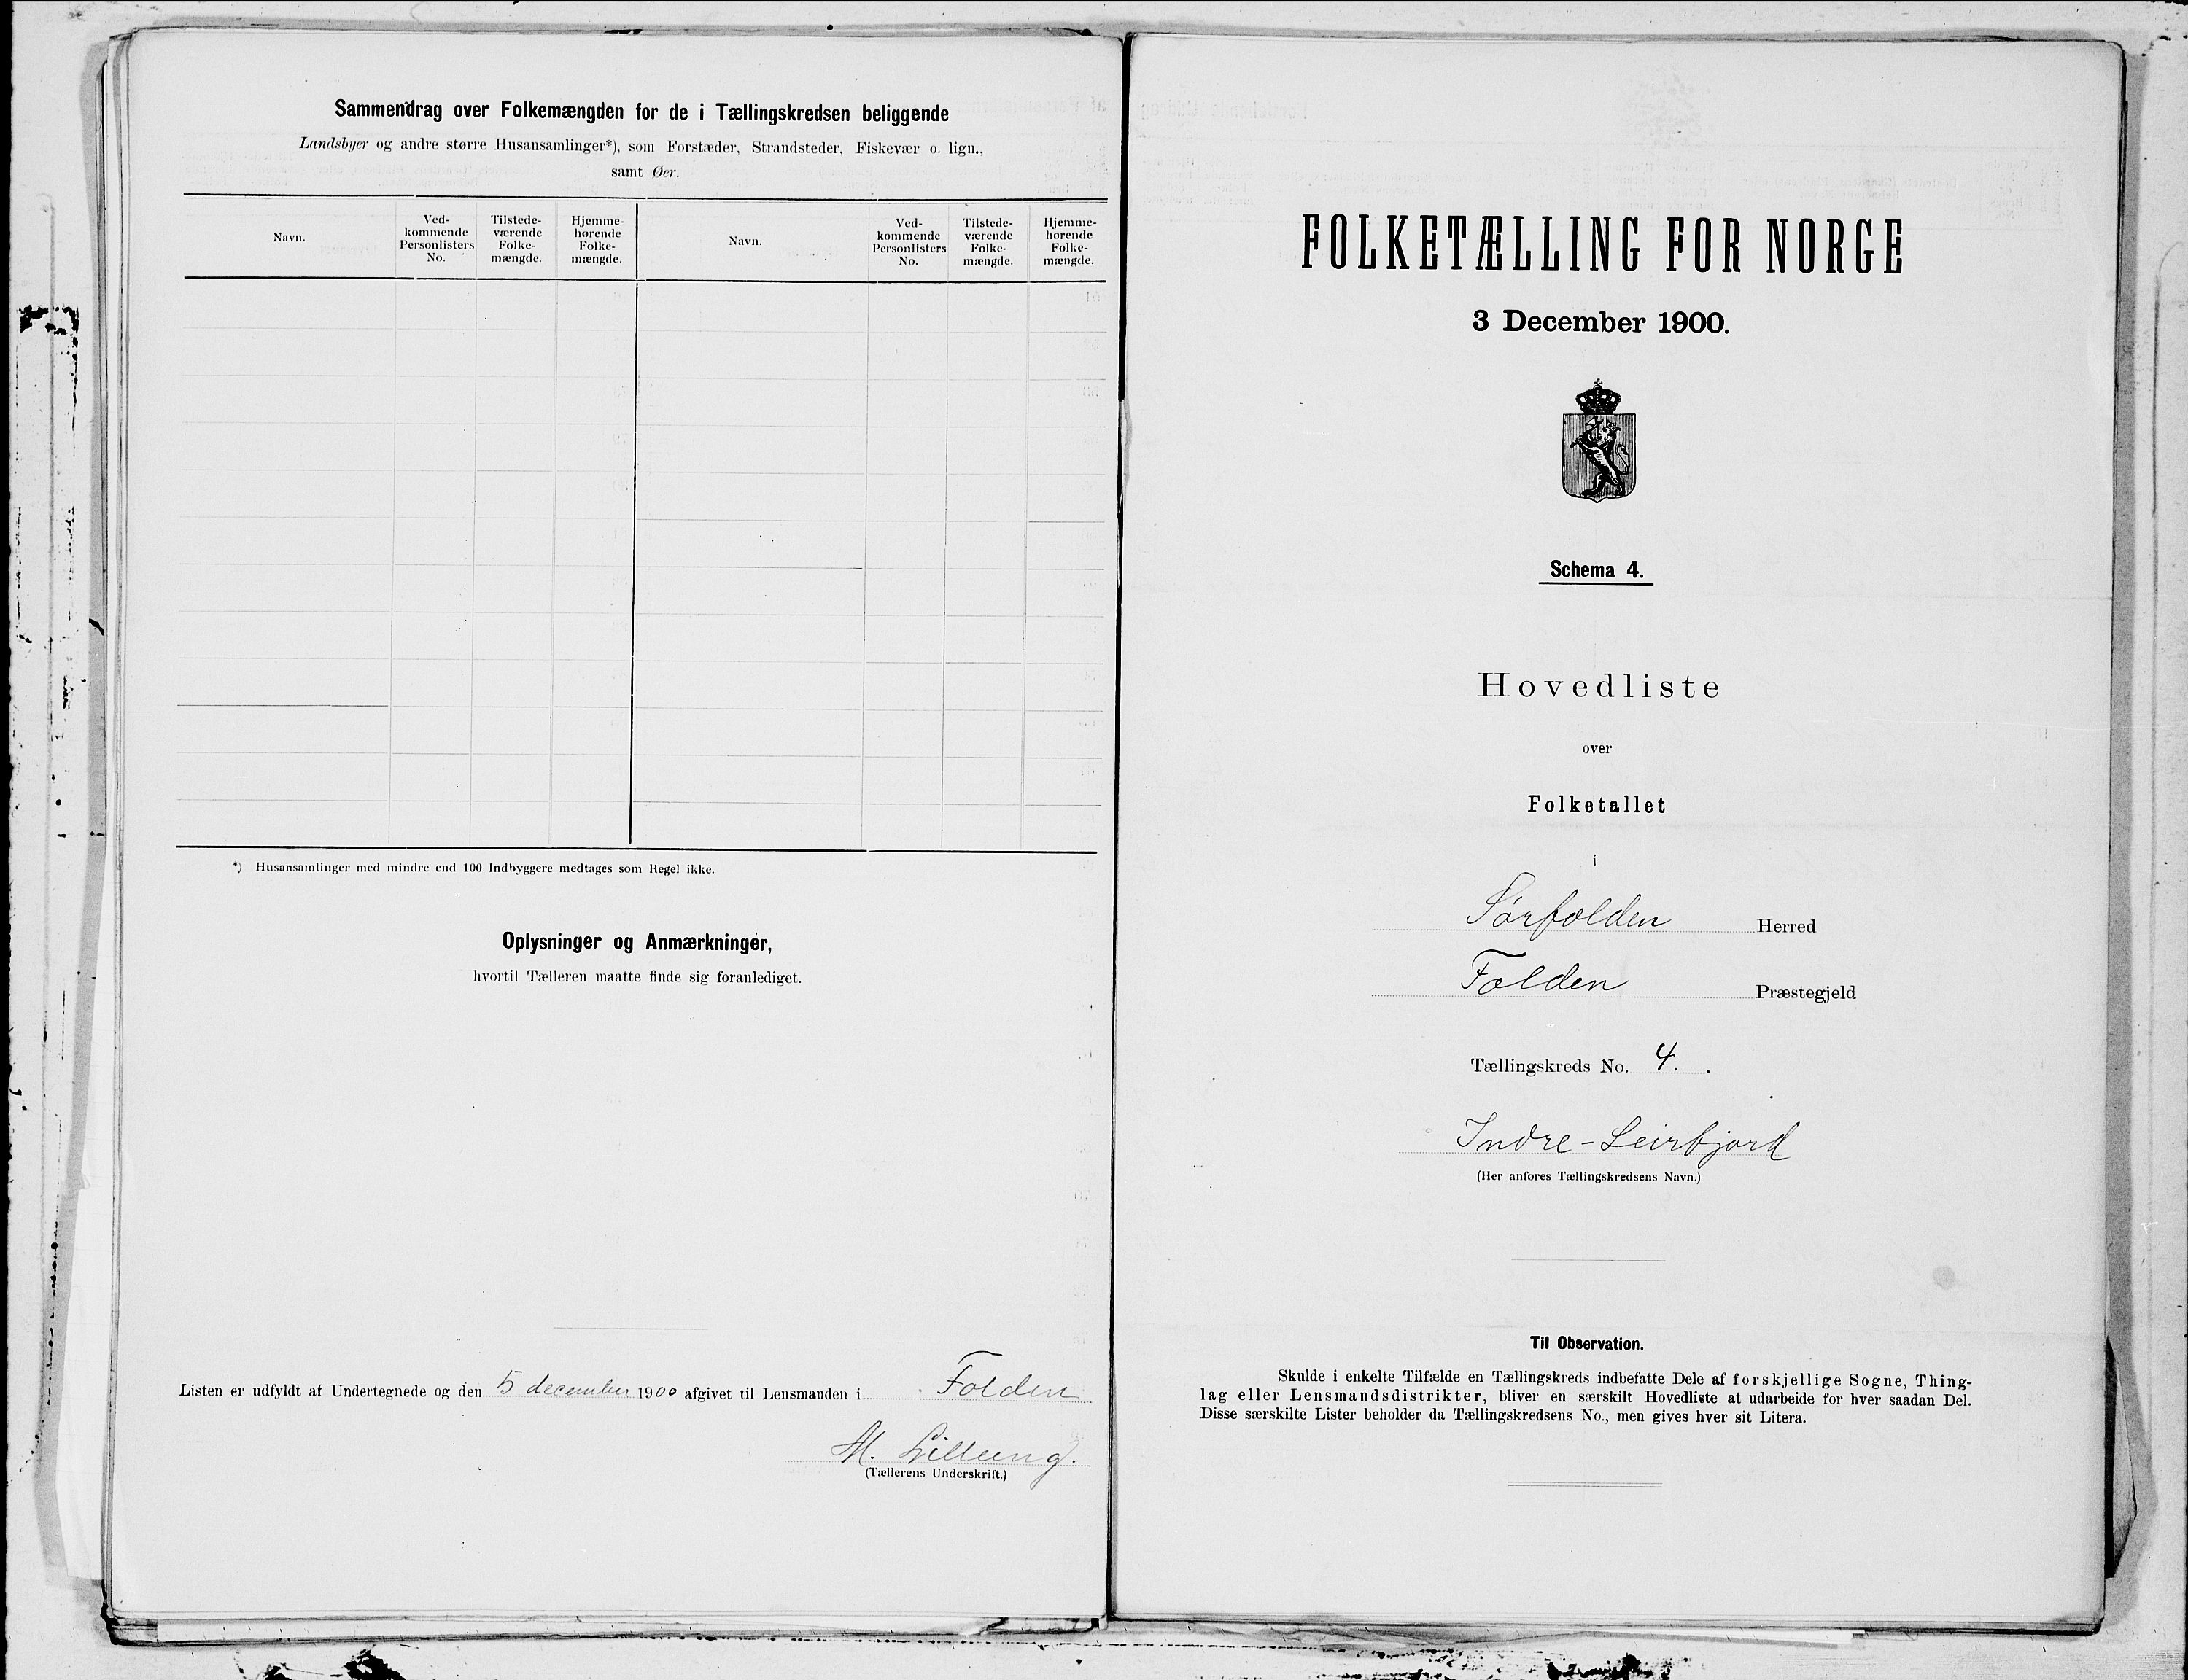 Sammendrag over Folkemængden for de i Tællingskredsen beliggende
Landsbyer og andre større Husansamlinger*), som Forstæder, Strandsteder, Fiskevær o. lign.,
samt Øer.
Navn.
Ved-
kommende
Personlisters
No.
Tilstede-
værende
Folke-
mængde.
Hjemme-
hørende
Folke-
mængde.
Navn.
Ved-
kommende
Personlisters
No.
Tilstede-
værende
Folke-
mængde.
Hjemme-
hørende
Folke-
mængde.
*) Husansamlinger med mindre end 100 Indbyggere medtages som Regel ikke.
Oplysninger og Anmærkninger,
hvortil Tælleren maatte finde sig foranlediget.
Listen er udfyldt af Undertegnede og den 5 december 1900 afgivet til Lensmanden i Folden
M.
(Tællerens Underskrift.)
FOLKETÆLLING FOR NORGE
3 December 1900.
Schema 4.
Hovedliste
over
Folketallet
i
Sørfolden Herred
Folden Præstegjeld
Tællingskreds No. 4. .
Indre-Leirfjord
(Her anføres Tællingskredsens Navn.)
Til Observation.
Skulde i enkelte Tilfælde en Tællingskreds indbefatte Dele af forskjellige Sogne, Thing-
lag eller Lensmandsdistrikter, bliver en særskilt Hovedliste at udarbeide for hver saadan Del.
Disse særskilte Lister beholder da Tællingskredsens No., men gives hver sit Litera.